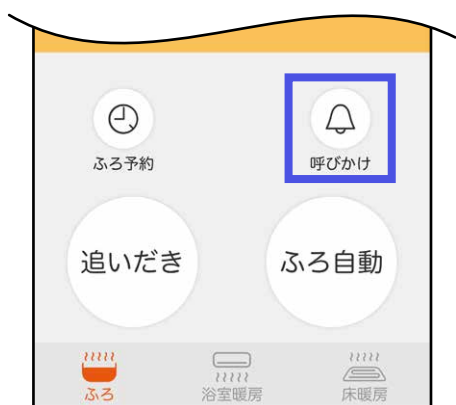 ふろ予約
呼びかけ
追いだき
ふろ自動
ふろ
浴室暖房
床暖房